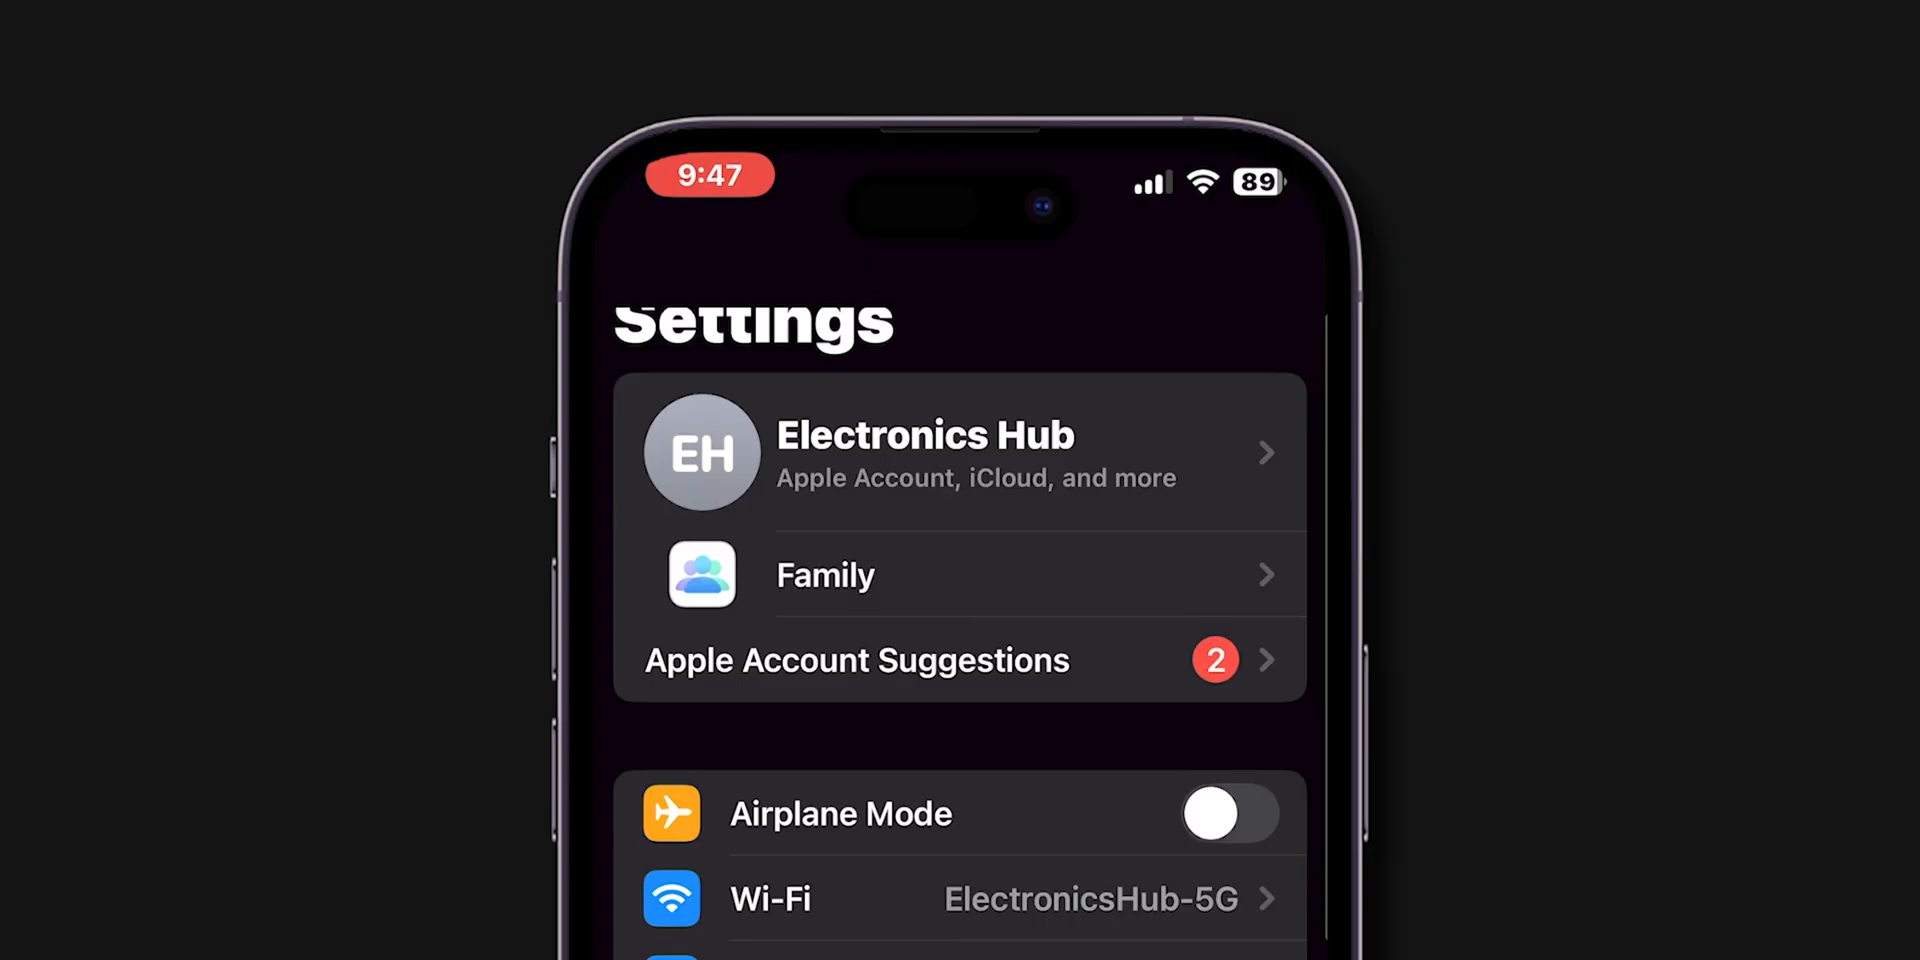 9:47
89
Settings
EH
Electronics Hub
Apple Account, iCloud, and more
Family
Apple Account Suggestions
2
Airplane Mode
Wi-Fi
ElectronicsHub-5G